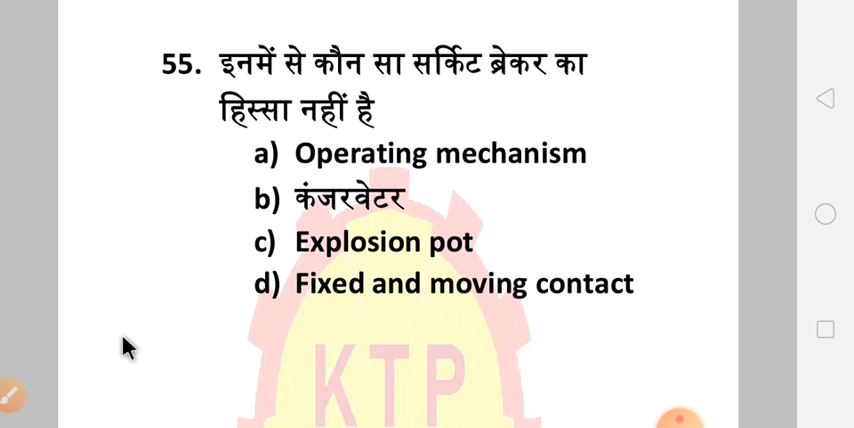 55. इनमें से कौन सा सर्किट ब्रेकर का
हिस्सा नहीं है
a) Operating mechanism
b) कंजरवेटर
c) Explosion pot
d) Fixed and moving contact
KTP